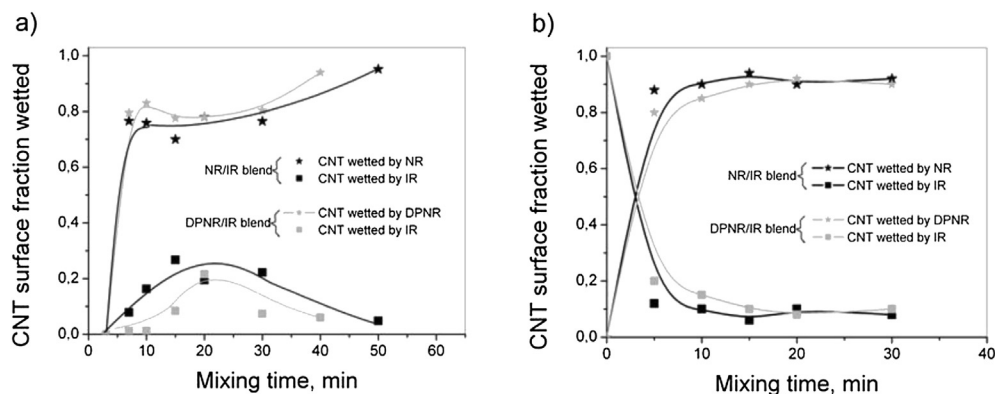 a)
CNT surface fraction wetted
1.0
0.8
0.6
0.4
0.2
0.0
NR/IR blend
CNT wetted by NR
CNT wetted by IR
DPNR/IR blend
CNT wetted by DPNR
CNT wetted by IR
0 10 20 30 40 50 60
Mixing time, min
b)
CNT surface fraction wetted
1.0
0.8
0.6
0.4
0.2
0.0
NR/IR blend
CNT wetted by NR
CNT wetted by IR
DPNR/IR blend
CNT wetted by DPNR
CNT wetted by IR
0 10 20 30 40
Mixing time, min